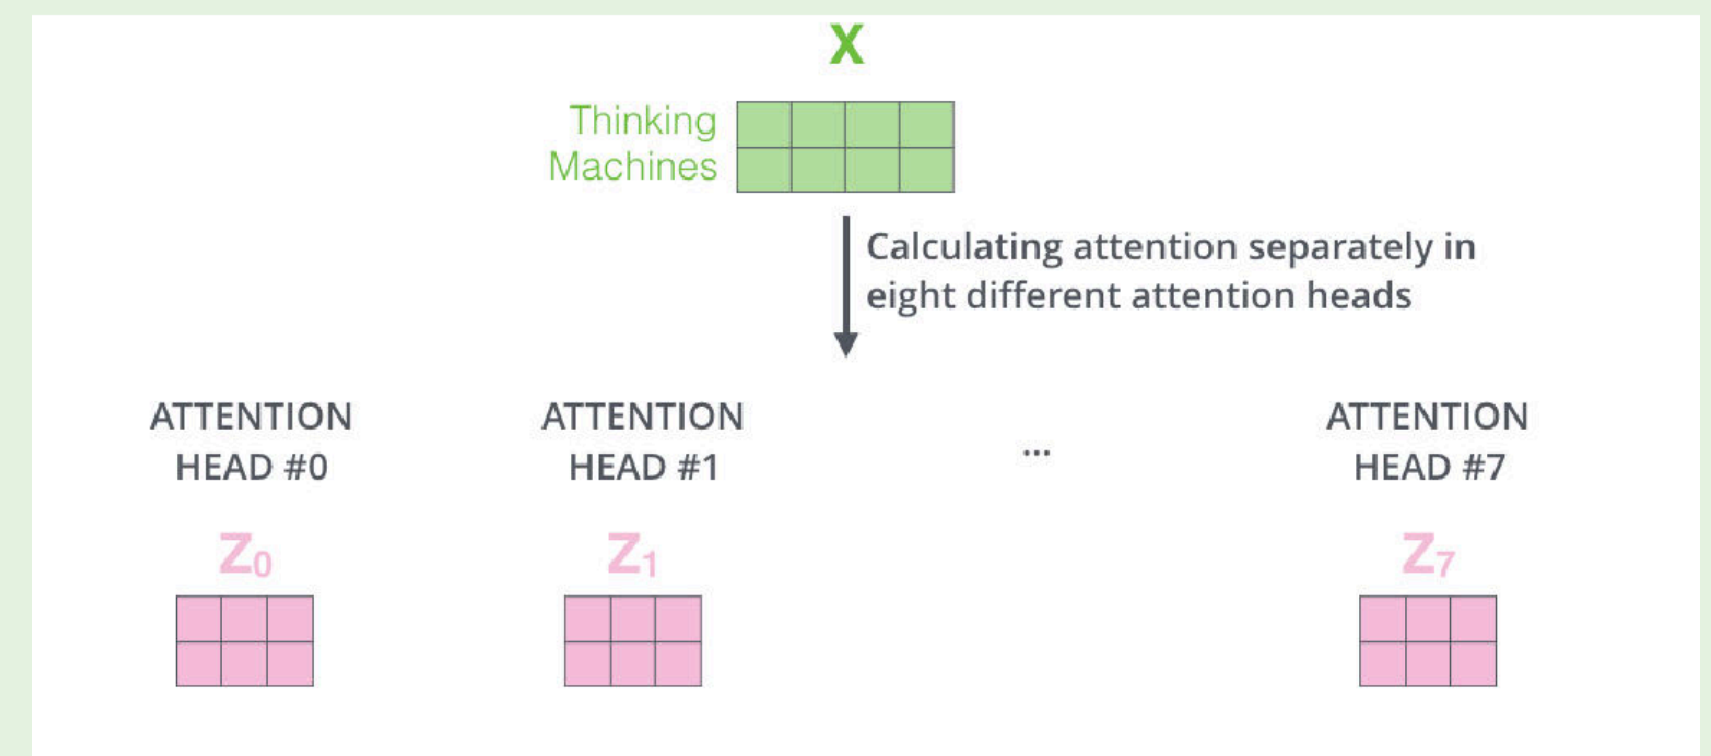 X
Thinking
Machines
Calculating attention separately in
eight different attention heads
ATTENTION
HEAD #0
ATTENTION
HEAD #1
...
ATTENTION
HEAD #7
Z0
Z1
Z7